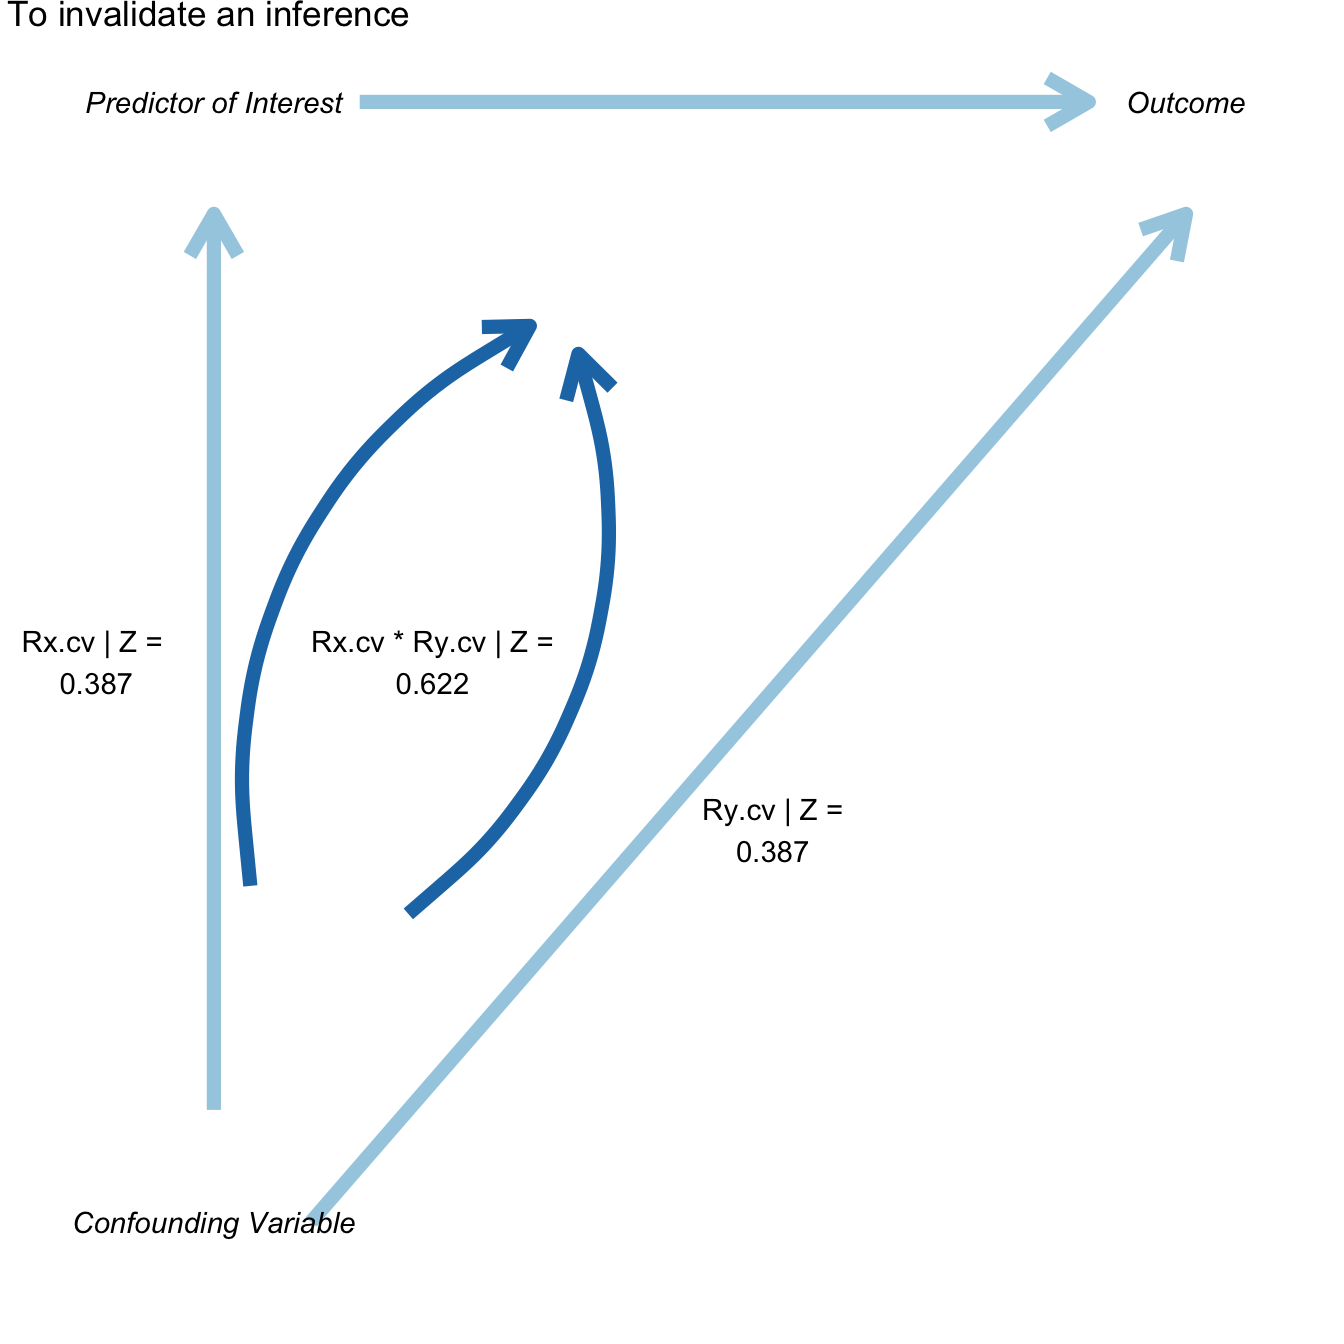 To invalidate an inference
Predictor of Interest
Outcome
Rx.cv | Z =
0.387
Rx.cv * Ry.cv | Z =
0.622
Ry.cv | Z =
0.387
Confounding Variable